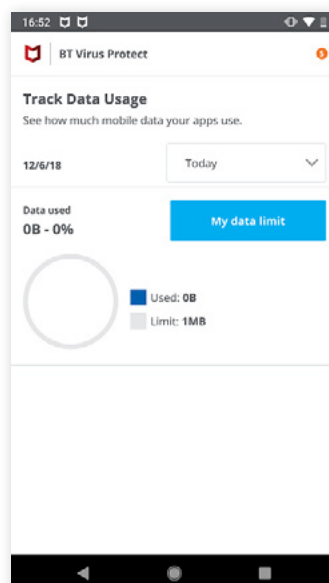 16:52
BT Virus Protect
Track Data Usage
See how much mobile data your apps use.
12/6/18
Today
Data used
0B - 0%
My data limit
Used: 0B
Limit: 1MB